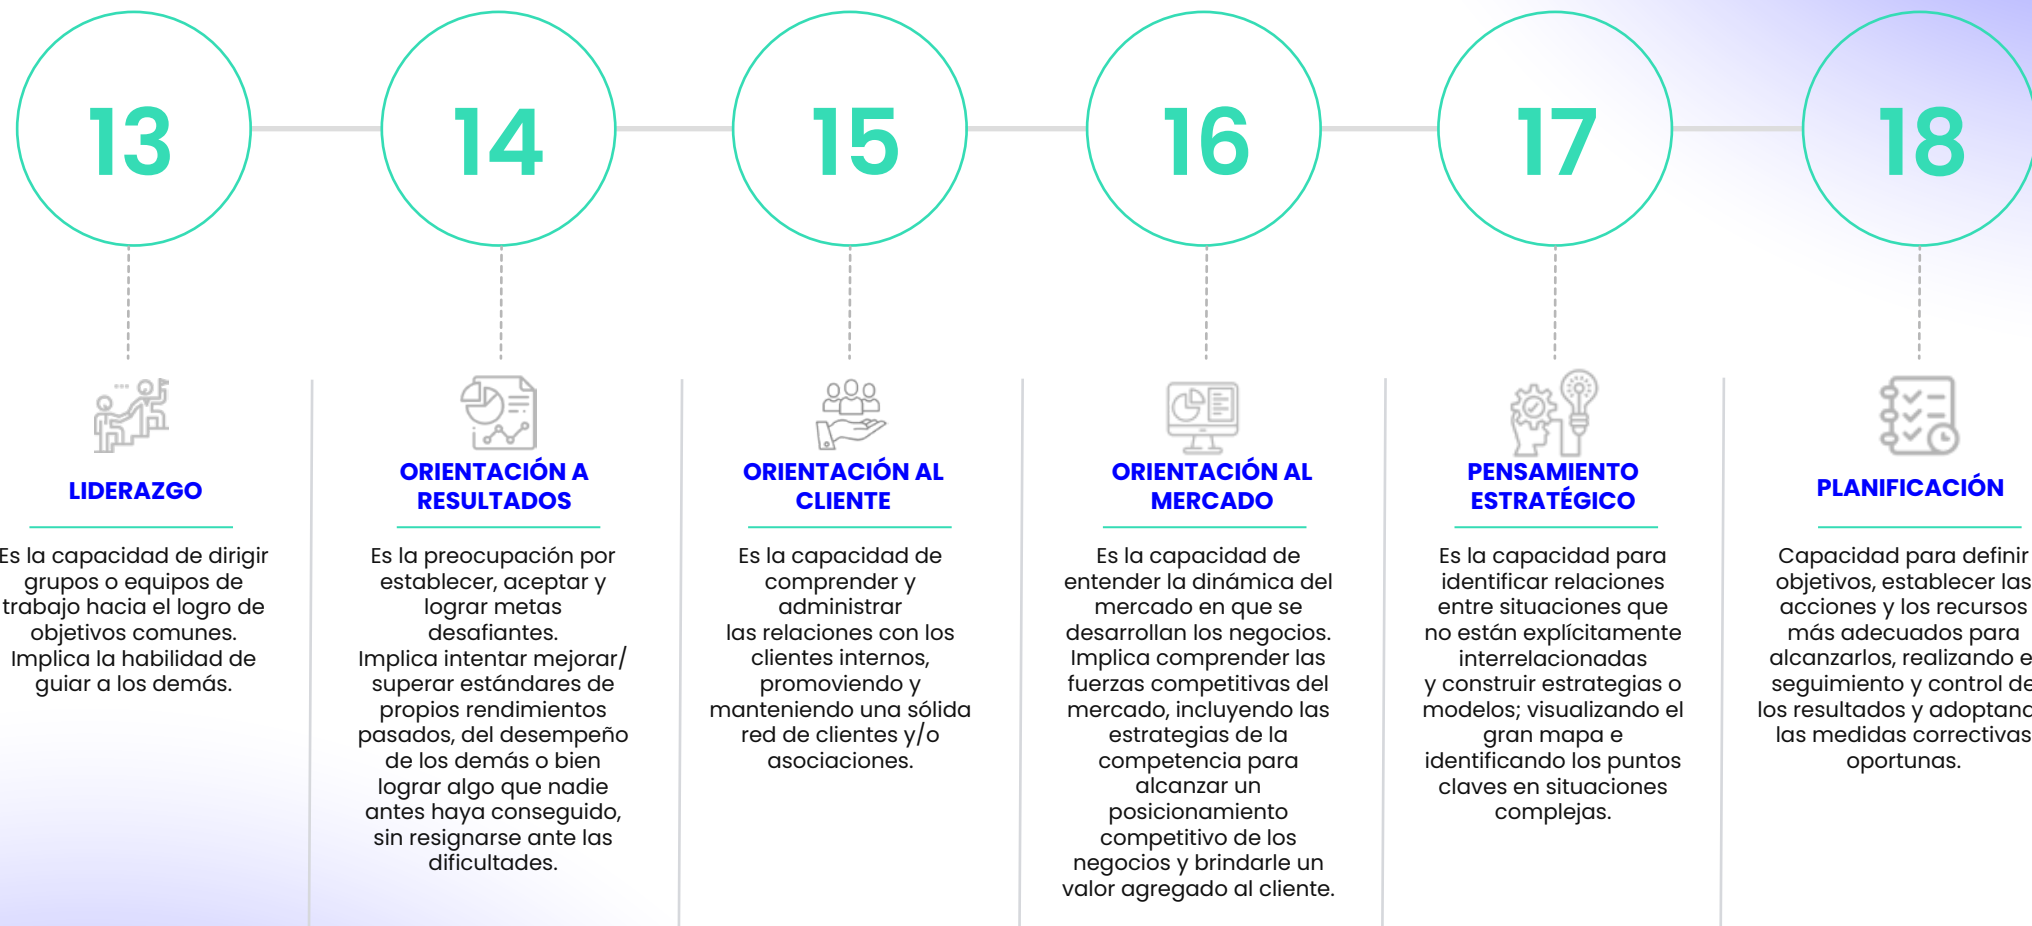 13
14
15
16
17
18
LIDERAZGO
Es la capacidad de dirigir
grupos o equipos de
trabajo hacia el logro de
objetivos comunes.
Implica la habilidad de
guiar a los demás.
ORIENTACIÓN A
RESULTADOS
Es la preocupación por
establecer, aceptar y
lograr metas
desafiantes.
Implica intentar mejorar/
superar estándares de
propios rendimientos
pasados, del desempeño
de los demás o bien
lograr algo que nadie
antes haya conseguido,
sin resignarse ante las
dificultades.
ORIENTACIÓN AL
CLIENTE
Es la capacidad de
comprender y
administrar
las relaciones con los
clientes internos,
promoviendo y
manteniendo una sólida
red de clientes y/o
asociaciones.
ORIENTACIÓN AL
MERCADO
Es la capacidad de
entender la dinámica del
mercado en que se
desarrollan los negocios.
Implica comprender las
fuerzas competitivas del
mercado, incluyendo las
estrategias de la
competencia para
alcanzar un
posicionamiento
competitivo de los
negocios y brindarle un
valor agregado al cliente.
PENSAMIENTO
ESTRATÉGICO
Es la capacidad para
identificar relaciones
entre situaciones que
no están explícitamente
interrelacionadas
y construir estrategias o
modelos; visualizando el
gran mapa e
identificando los puntos
claves en situaciones
complejas.
PLANIFICACIÓN
Capacidad para definir
objetivos, establecer las
acciones y los recursos
más adecuados para
alcanzarlos, realizando e
seguimiento y control de
los resultados y adoptand
las medidas correctivas
oportunas.